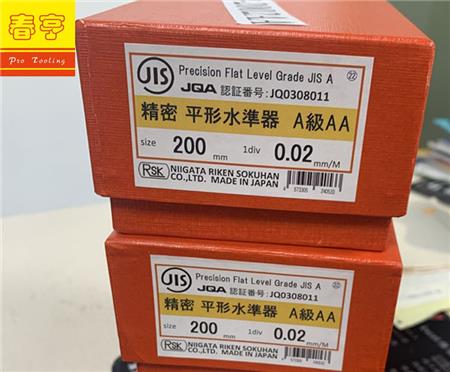 春亨
Pro Tooling
JIS Precision Flat Level Grade JIS A ㉒
JQA 認証番号:JQ0308011
精密 平形水準器 A級AA
size 200 mm 1div 0.02 mm/M
RSK NIIGATA RIKEN SOKUHAN CO.,LTD. MADE IN JAPAN
4 573305 240520
JIS Precision Flat Level Grade JIS A ㉒
JQA 認証番号:JQ0308011
精密 平形水準器 A級AA
size 200 mm 1div 0.02 mm/M
RSK NIIGATA RIKEN SOKUHAN CO.,LTD. MADE IN JAPAN